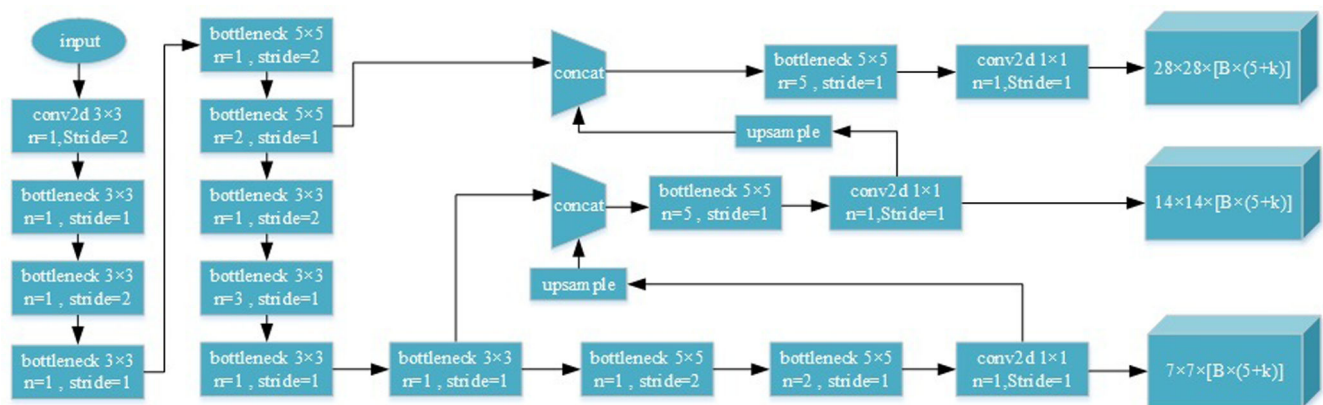 input
conv2d 3×3
n=1,Stride=2
bottleneck 3×3
n=1 , stride=1
bottleneck 3×3
n=1 , stride=2
bottleneck 3×3
n=1 , stride=1
bottleneck 5×5
n=1 , stride=2
bottleneck 5×5
n=2 , stride=1
bottleneck 3×3
n=1 , stride=2
bottleneck 3×3
n=3 , stride=1
bottleneck 3×3
n=1 , stride=1
bottleneck 3×3
n=1 , stride=1
bottleneck 5×5
n=1 , stride=2
bottleneck 5×5
n=2 , stride=1
conv2d 1×1
n=1,Stride=1
7×7×[B×(5+k)]
upsample
concat
bottleneck 5×5
n=5 , stride=1
conv2d 1×1
n=1,Stride=1
14×14×[B×(5+k)]
upsample
concat
bottleneck 5×5
n=5 , stride=1
conv2d 1×1
n=1,Stride=1
28×28×[B×(5+k)]